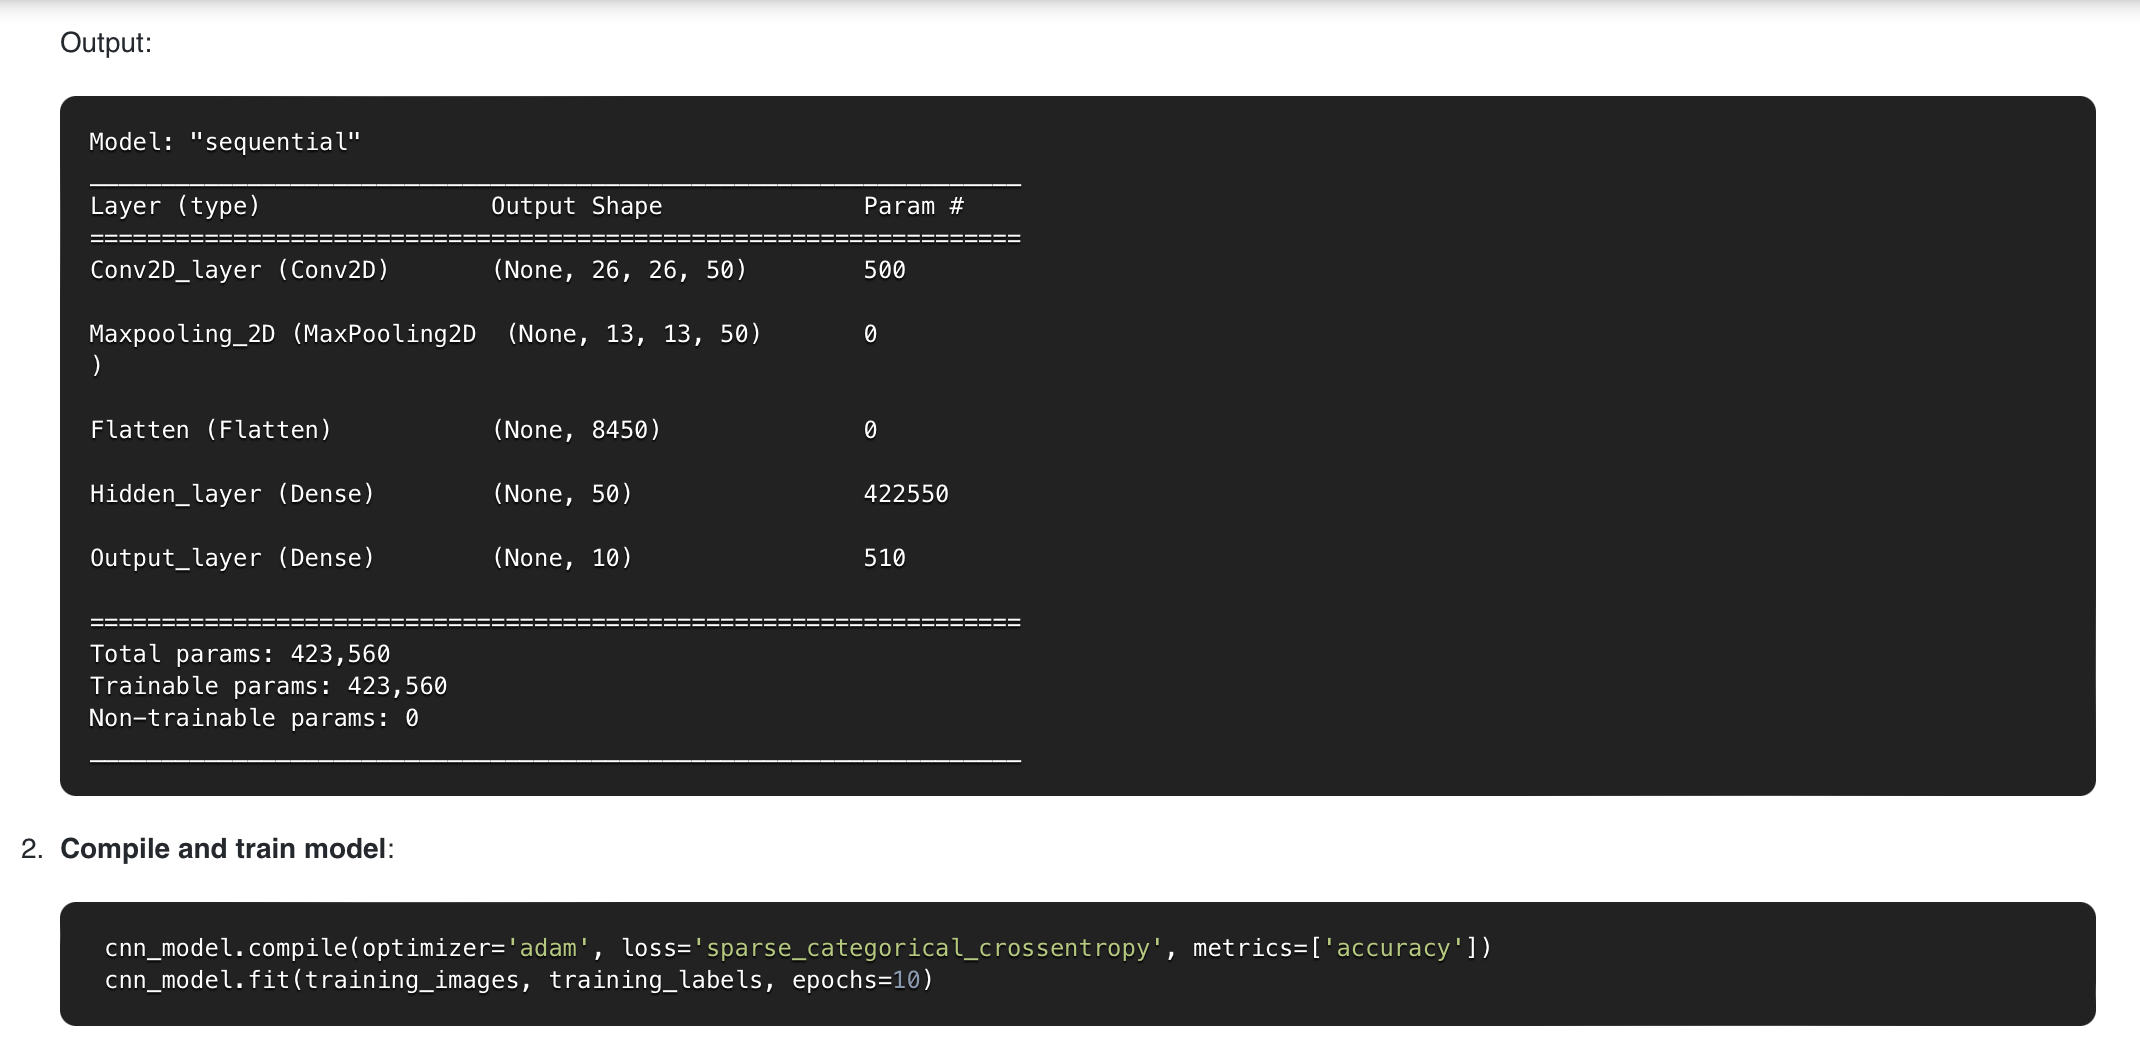 Output:
Model: "sequential"
_________________________________________________________________
Layer (type)                Output Shape              Param #
=================================================================
Conv2D_layer (Conv2D)       (None, 26, 26, 50)        500
Maxpooling_2D (MaxPooling2D  (None, 13, 13, 50)       0
)
Flatten (Flatten)           (None, 8450)              0
Hidden_layer (Dense)        (None, 50)                422550
Output_layer (Dense)        (None, 10)                510
=================================================================
Total params: 423,560
Trainable params: 423,560
Non-trainable params: 0
_________________________________________________________________
2. Compile and train model:
cnn_model.compile(optimizer='adam', loss='sparse_categorical_crossentropy', metrics=['accuracy'])
cnn_model.fit(training_images, training_labels, epochs=10)